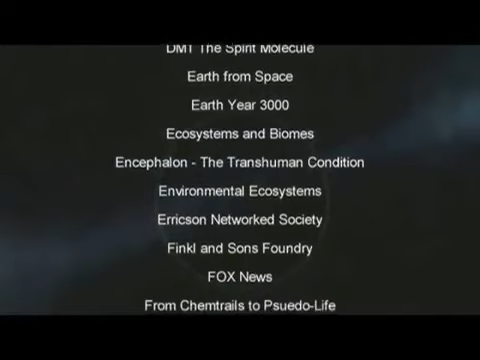 DMT The Spirit Molecule
Earth from Space
Earth Year 3000
Ecosystems and Biomes
Encephalon - The Transhuman Condition
Environmental Ecosystems
Erricson Networked Society
Finkl and Sons Foundry
FOX News
From Chemtrails to Psuedo-Life